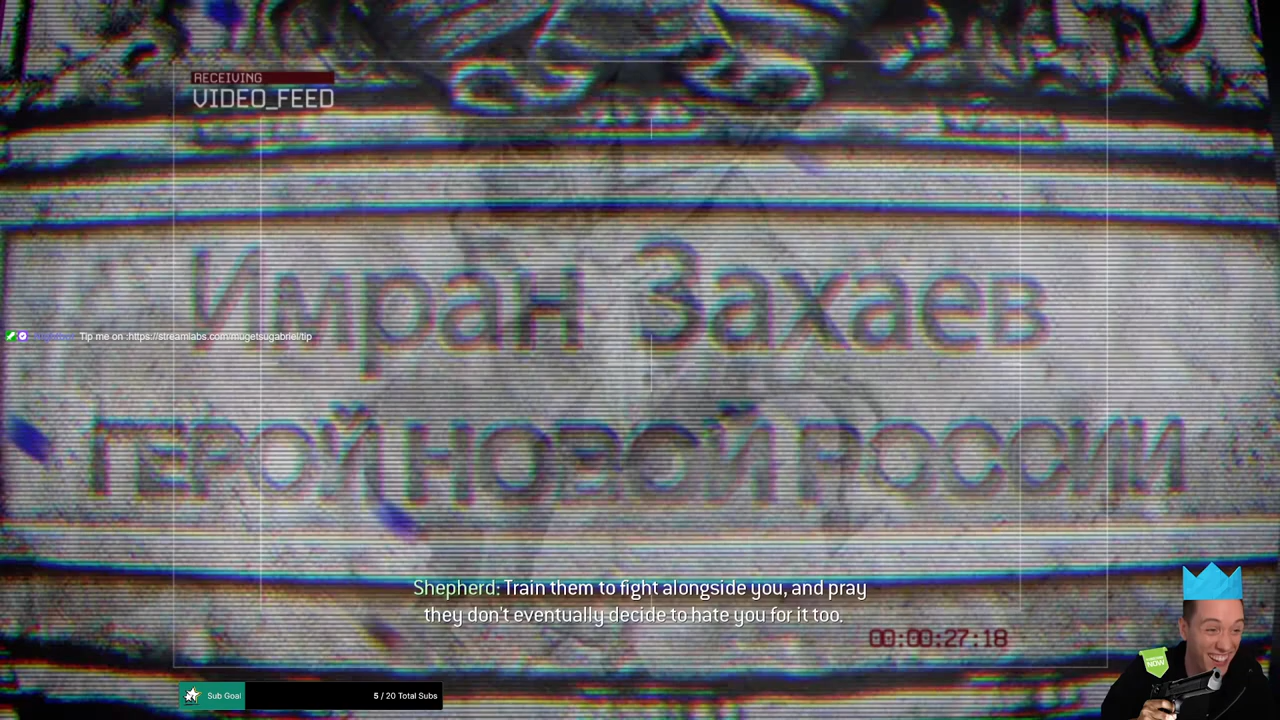 RECEIVING
VIDEO_FEED
Имран Захаев
Tip me on :https://streamlabs.com/mugetsugabriel/tip
ГЕРОЙ НОВОЙ РОССИИ
Shepherd: Train them to fight alongside you, and pray
they don't eventually decide to hate you for it too.
00:00:27:18
NOW
Sub Goal
5 / 20 Total Subs